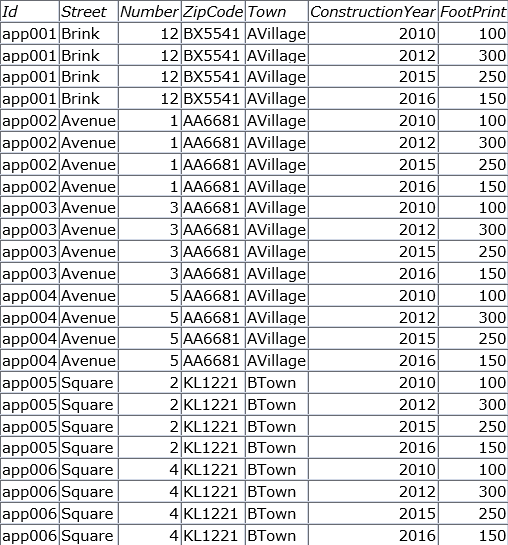 Id Street Number ZipCode Town ConstructionYear FootPrint
app001 Brink 12 BX5541 AVillage 2010 100
app001 Brink 12 BX5541 AVillage 2012 300
app001 Brink 12 BX5541 AVillage 2015 250
app001 Brink 12 BX5541 AVillage 2016 150
app002 Avenue 1 AA6681 AVillage 2010 100
app002 Avenue 1 AA6681 AVillage 2012 300
app002 Avenue 1 AA6681 AVillage 2015 250
app002 Avenue 1 AA6681 AVillage 2016 150
app003 Avenue 3 AA6681 AVillage 2010 100
app003 Avenue 3 AA6681 AVillage 2012 300
app003 Avenue 3 AA6681 AVillage 2015 250
app003 Avenue 3 AA6681 AVillage 2016 150
app004 Avenue 5 AA6681 AVillage 2010 100
app004 Avenue 5 AA6681 AVillage 2012 300
app004 Avenue 5 AA6681 AVillage 2015 250
app004 Avenue 5 AA6681 AVillage 2016 150
app005 Square 2 KL1221 BTown 2010 100
app005 Square 2 KL1221 BTown 2012 300
app005 Square 2 KL1221 BTown 2015 250
app005 Square 2 KL1221 BTown 2016 150
app006 Square 4 KL1221 BTown 2010 100
app006 Square 4 KL1221 BTown 2012 300
app006 Square 4 KL1221 BTown 2015 250
app006 Square 4 KL1221 BTown 2016 150